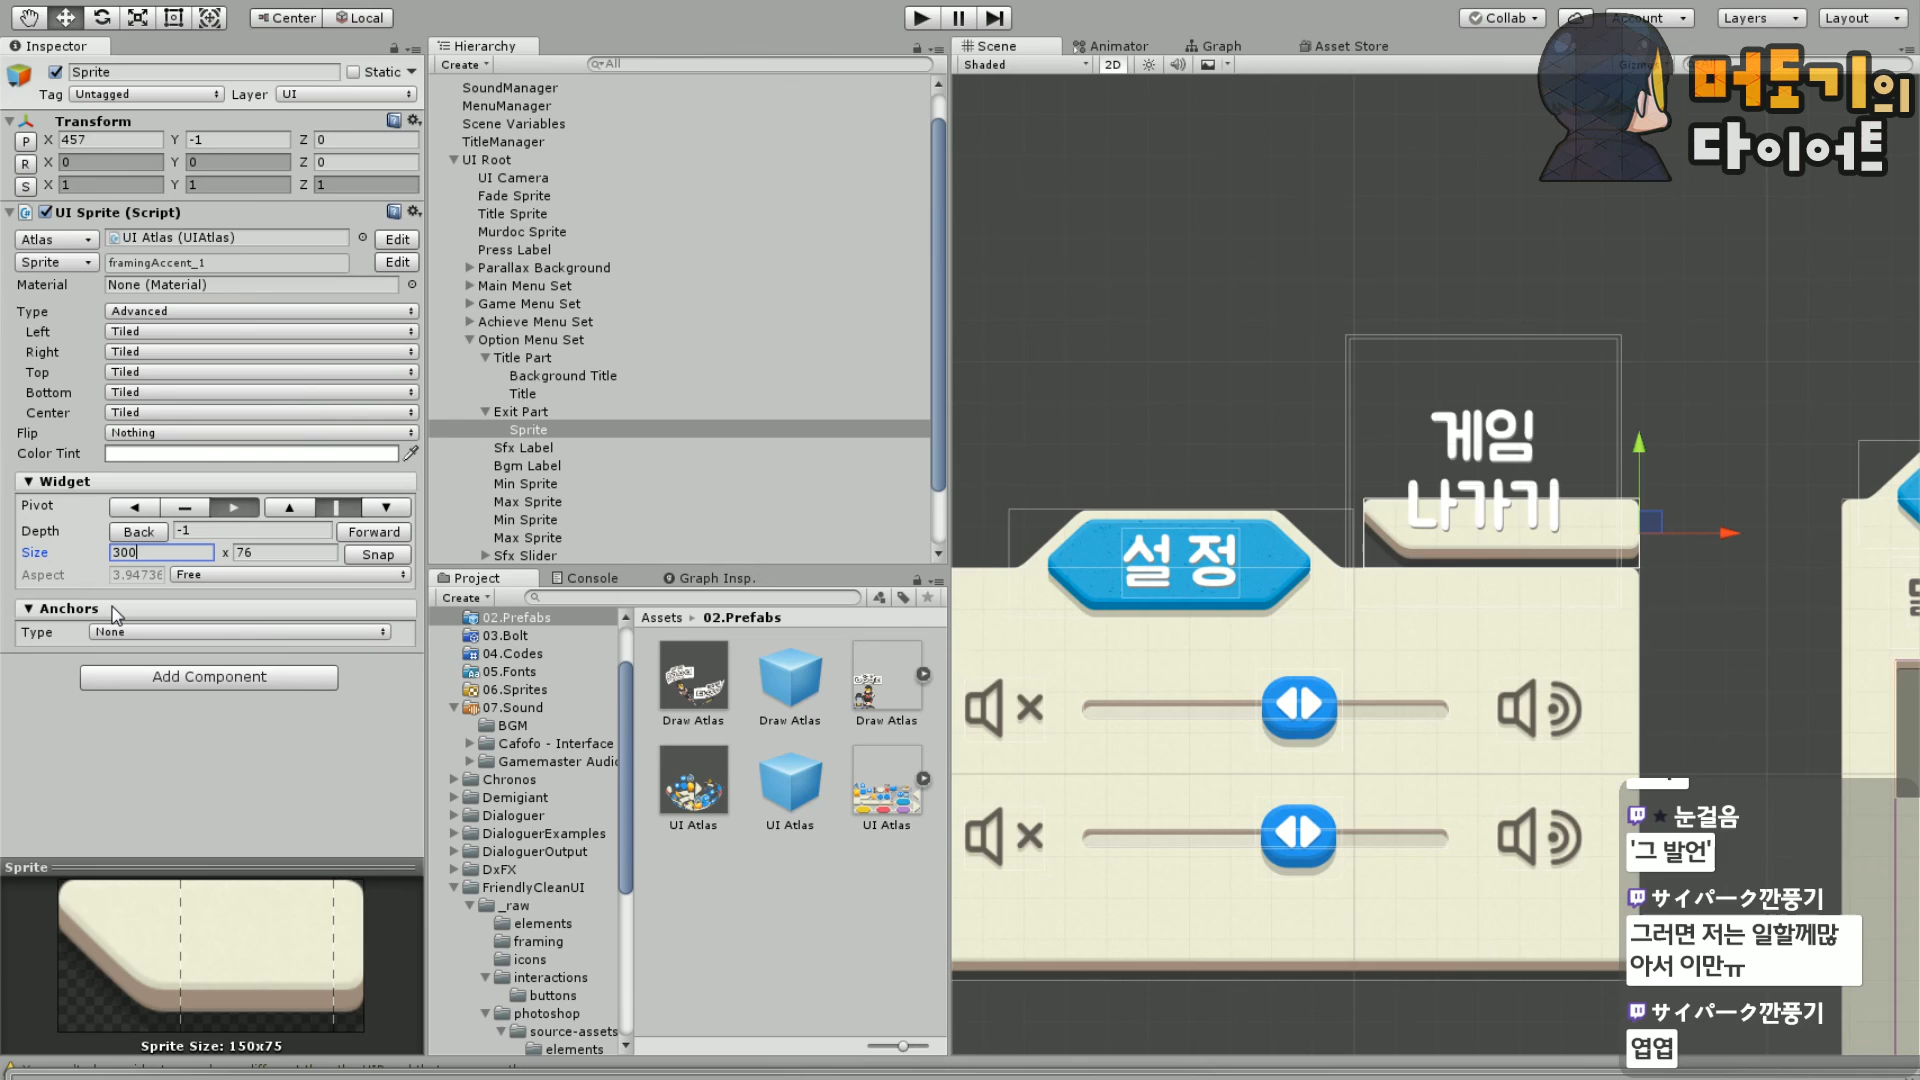 Center
Local
Collab
Account
Layers
Layout
Inspector
Sprite
Static
Tag
Untagged
Layer
UI
Transform
P X 457 Y -1 Z 0
R X 0 Y 0 Z 0
S X 1 Y 1 Z 1
UI Sprite (Script)
Atlas
UI Atlas (UIAtlas)
Edit
Sprite
framingAccent_1
Edit
Material
None (Material)
Type
Advanced
Left
Tiled
Right
Tiled
Top
Tiled
Bottom
Tiled
Center
Tiled
Flip
Nothing
Color Tint
Widget
Pivot
Depth
Back
-1
Forward
Size
300
x 76
Snap
Aspect
3.94736
Free
Anchors
Type
None
Add Component
Sprite
Sprite Size: 150x75
Hierarchy
Create
All
SoundManager
MenuManager
Scene Variables
TitleManager
UI Root
UI Camera
Fade Sprite
Title Sprite
Murdoc Sprite
Press Label
Parallax Background
Main Menu Set
Game Menu Set
Achieve Menu Set
Option Menu Set
Title Part
Background Title
Title
Exit Part
Sprite
Sfx Label
Bgm Label
Min Sprite
Max Sprite
Min Sprite
Max Sprite
Sfx Slider
Project
Console
Graph Insp.
Create
02.Prefabs
03.Bolt
04.Codes
05.Fonts
06.Sprites
07.Sound
BGM
Cafofo - Interface
Gamemaster Audio
Chronos
Demigiant
Dialoguer
DialoguerExamples
DialoguerOutput
DxFX
FriendlyCleanUI
_raw
elements
framing
icons
interactions
buttons
photoshop
source-assets
elements
Assets
02.Prefabs
Draw Atlas
Draw Atlas
Draw Atlas
UI Atlas
UI Atlas
UI Atlas
Scene
Animator
Graph
Asset Store
Shaded
2D
Gizmos
머도기의
다이어트
게임
나가기
설정
눈걸음
'그 발언'
サイパーク깐풍기
그러면 저는 일할께많
아서 이만ㅠ
サイパーク깐풍기
엽엽